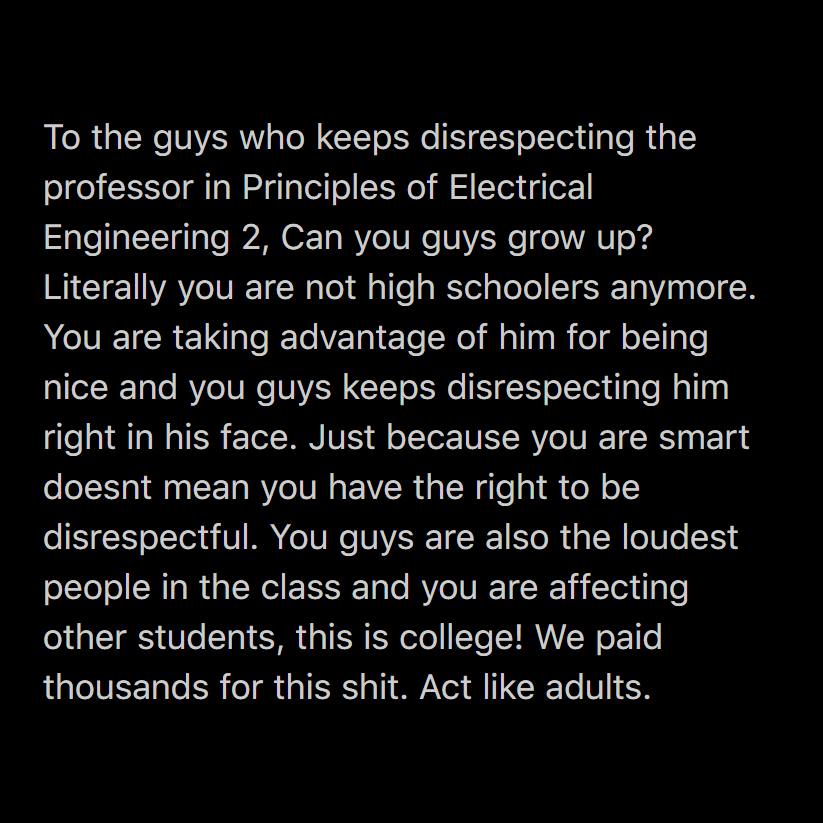 To the guys who keeps disrespecting the
professor in Principles of Electrical
Engineering 2, Can you guys grow up?
Literally you are not high schoolers anymore.
You are taking advantage of him for being
nice and you guys keeps disrespecting him
right in his face. Just because you are smart
doesnt mean you have the right to be
disrespectful. You guys are also the loudest
people in the class and you are affecting
other students, this is college! We paid
thousands for this shit. Act like adults.